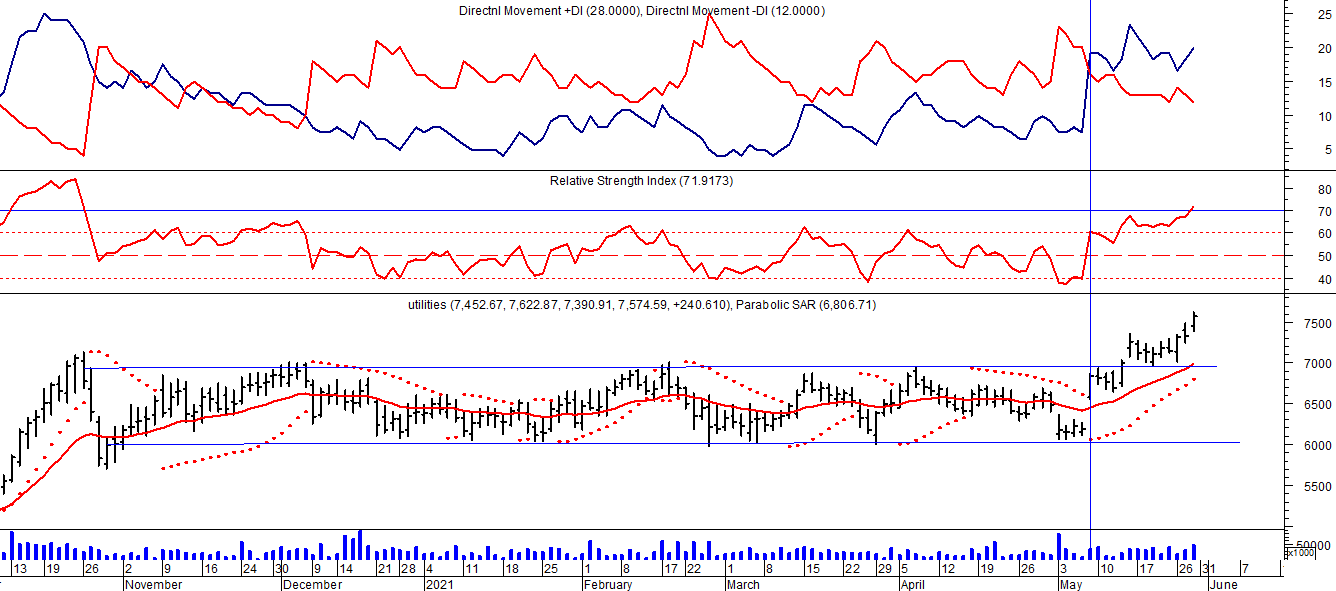 Directnl Movement +DI (28.0000), Directnl Movement -DI (12.0000)
25
20
15
10
5
Relative Strength Index (71.9173)
80
70
60
50
40
utilities (7,452.67, 7,622.87, 7,390.91, 7,574.59, +240.610), Parabolic SAR (6,806.71)
7500
7000
6500
6000
5500
50000
x1000
13 19 26 2 9 16 24 30 9 14 21 28 4 11 18 25 1 8 17 22 1 8 15 22 29 5 12 19 26 3 10 17 26 31 7
November December 2021 February March April May June